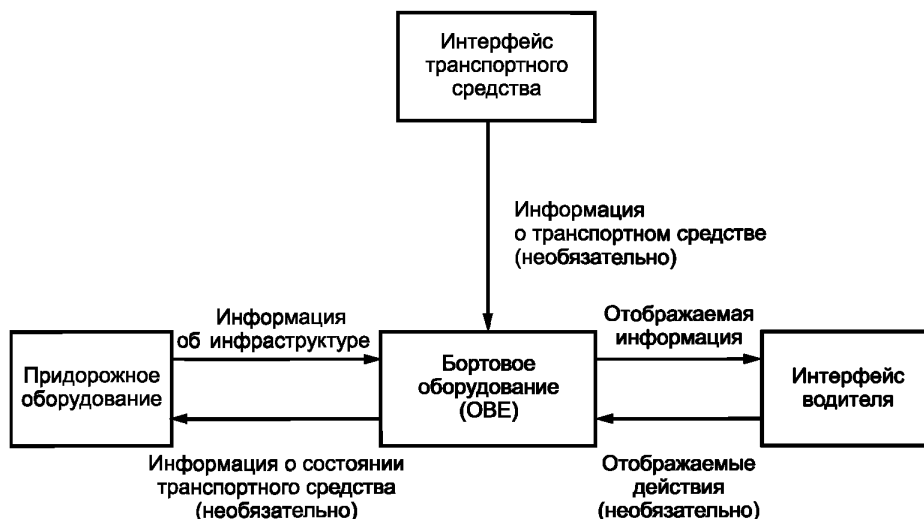 Интерфейс
транспортного
средства
Информация
о транспортном средстве
(необязательно)
Информация
об инфраструктуре
Отображаемая
информация
Придорожное
оборудование
Бортовое
оборудование
(ОВЕ)
Интерфейс
водителя
Информация о состоянии
транспортного средства
(необязательно)
Отображаемые
действия
(необязательно)